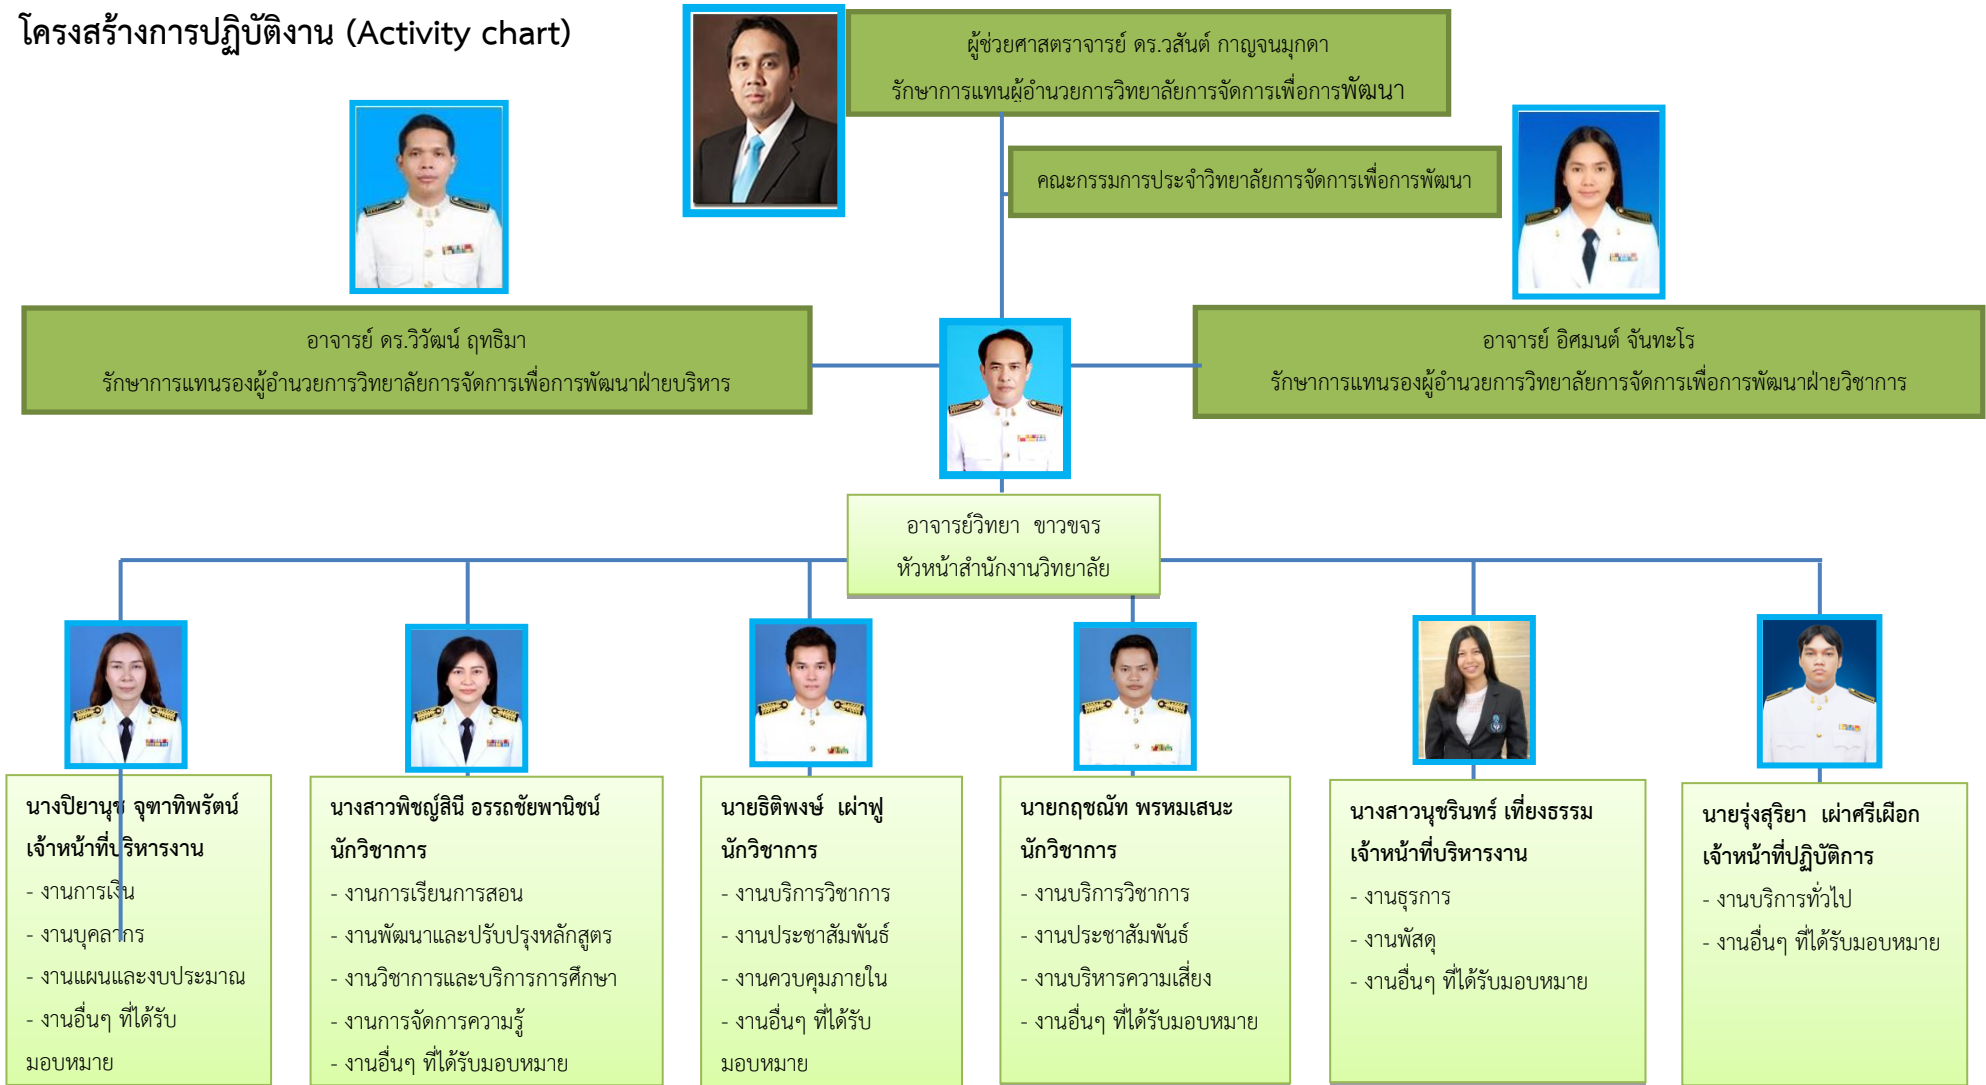 โครงสร้างการปฏิบัติงาน (Activity chart)
ผู้ช่วยศาสตราจารย์ ดร.วสันต์ กาญจนมุกดา
รักษาการแทนผู้อำนวยการวิทยาลัยการจัดการเพื่อการพัฒนา
คณะกรรมการประจำวิทยาลัยการจัดการเพื่อการพัฒนา
อาจารย์ ดร.วิวัฒน์ ฤทธิมา
รักษาการแทนรองผู้อำนวยการวิทยาลัยการจัดการเพื่อการพัฒนาฝ่ายบริหาร
อาจารย์ อิศมนต์ จันทะโร
รักษาการแทนรองผู้อำนวยการวิทยาลัยการจัดการเพื่อการพัฒนาฝ่ายวิชาการ
อาจารย์วิทยา ขาวขจร
หัวหน้าสำนักงานวิทยาลัย
นางปิยานุช จุฑาทิพรัตน์
เจ้าหน้าที่บริหารงาน
- งานการเงิน
- งานบุคลากร
- งานแผนและงบประมาณ
- งานอื่นๆ ที่ได้รับ
มอบหมาย
นางสาวพิชญ์สินี อรรถชัยพานิชน์
นักวิชาการ
- งานการเรียนการสอน
- งานพัฒนาและปรับปรุงหลักสูตร
- งานวิชาการและบริการการศึกษา
- งานการจัดการความรู้
- งานอื่นๆ ที่ได้รับมอบหมาย
นายธิติพงษ์ เผ่าฟู
นักวิชาการ
- งานบริการวิชาการ
- งานประชาสัมพันธ์
- งานควบคุมภายใน
- งานอื่นๆ ที่ได้รับ
มอบหมาย
นายกฤชณัท พรหมเสนะ
นักวิชาการ
- งานบริการวิชาการ
- งานประชาสัมพันธ์
- งานบริหารความเสี่ยง
- งานอื่นๆ ที่ได้รับมอบหมาย
นางสาวนุชรินทร์ เที่ยงธรรม
เจ้าหน้าที่บริหารงาน
- งานธุรการ
- งานพัสดุ
- งานอื่นๆ ที่ได้รับมอบหมาย
นายรุ่งสุริยา เผ่าศรีเผือก
เจ้าหน้าที่ปฏิบัติการ
- งานบริการทั่วไป
- งานอื่นๆ ที่ได้รับมอบหมาย